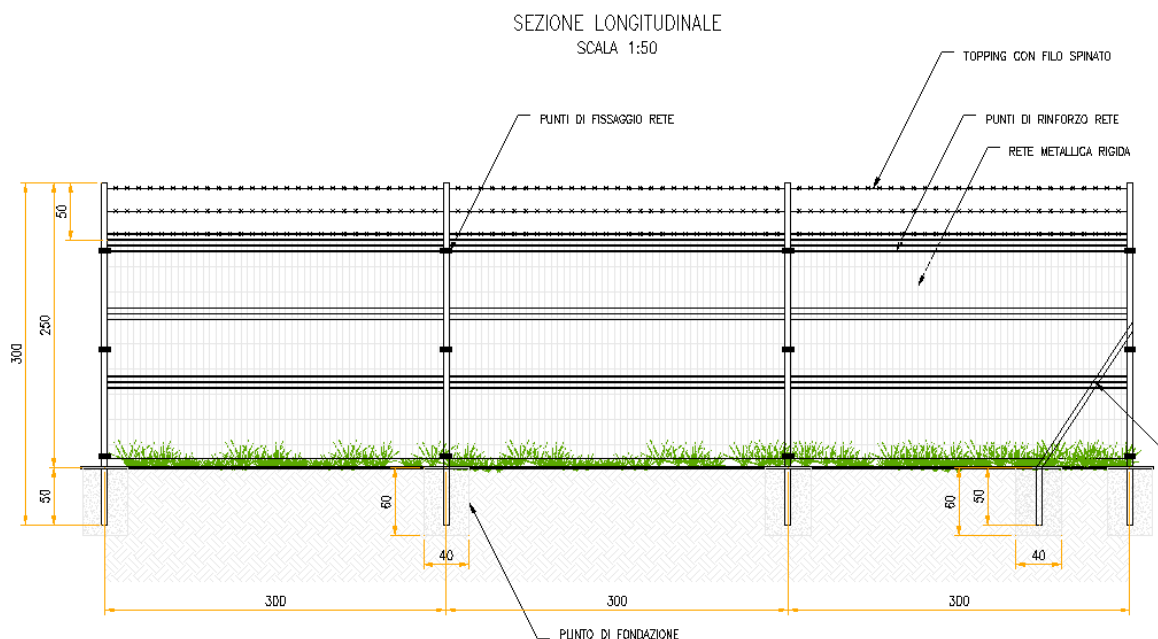 SEZIONE LONGITUDINALE
SCALA 1:50
TOPPING CON FILO SPINATO
PUNTI DI FISSAGGIO RETE
PUNTI DI RINFORZO RETE
RETE METALLICA RIGIDA
50
250
300
50
60
60
50
40
40
300
300
300
PUNTO DI FONDAZIONE